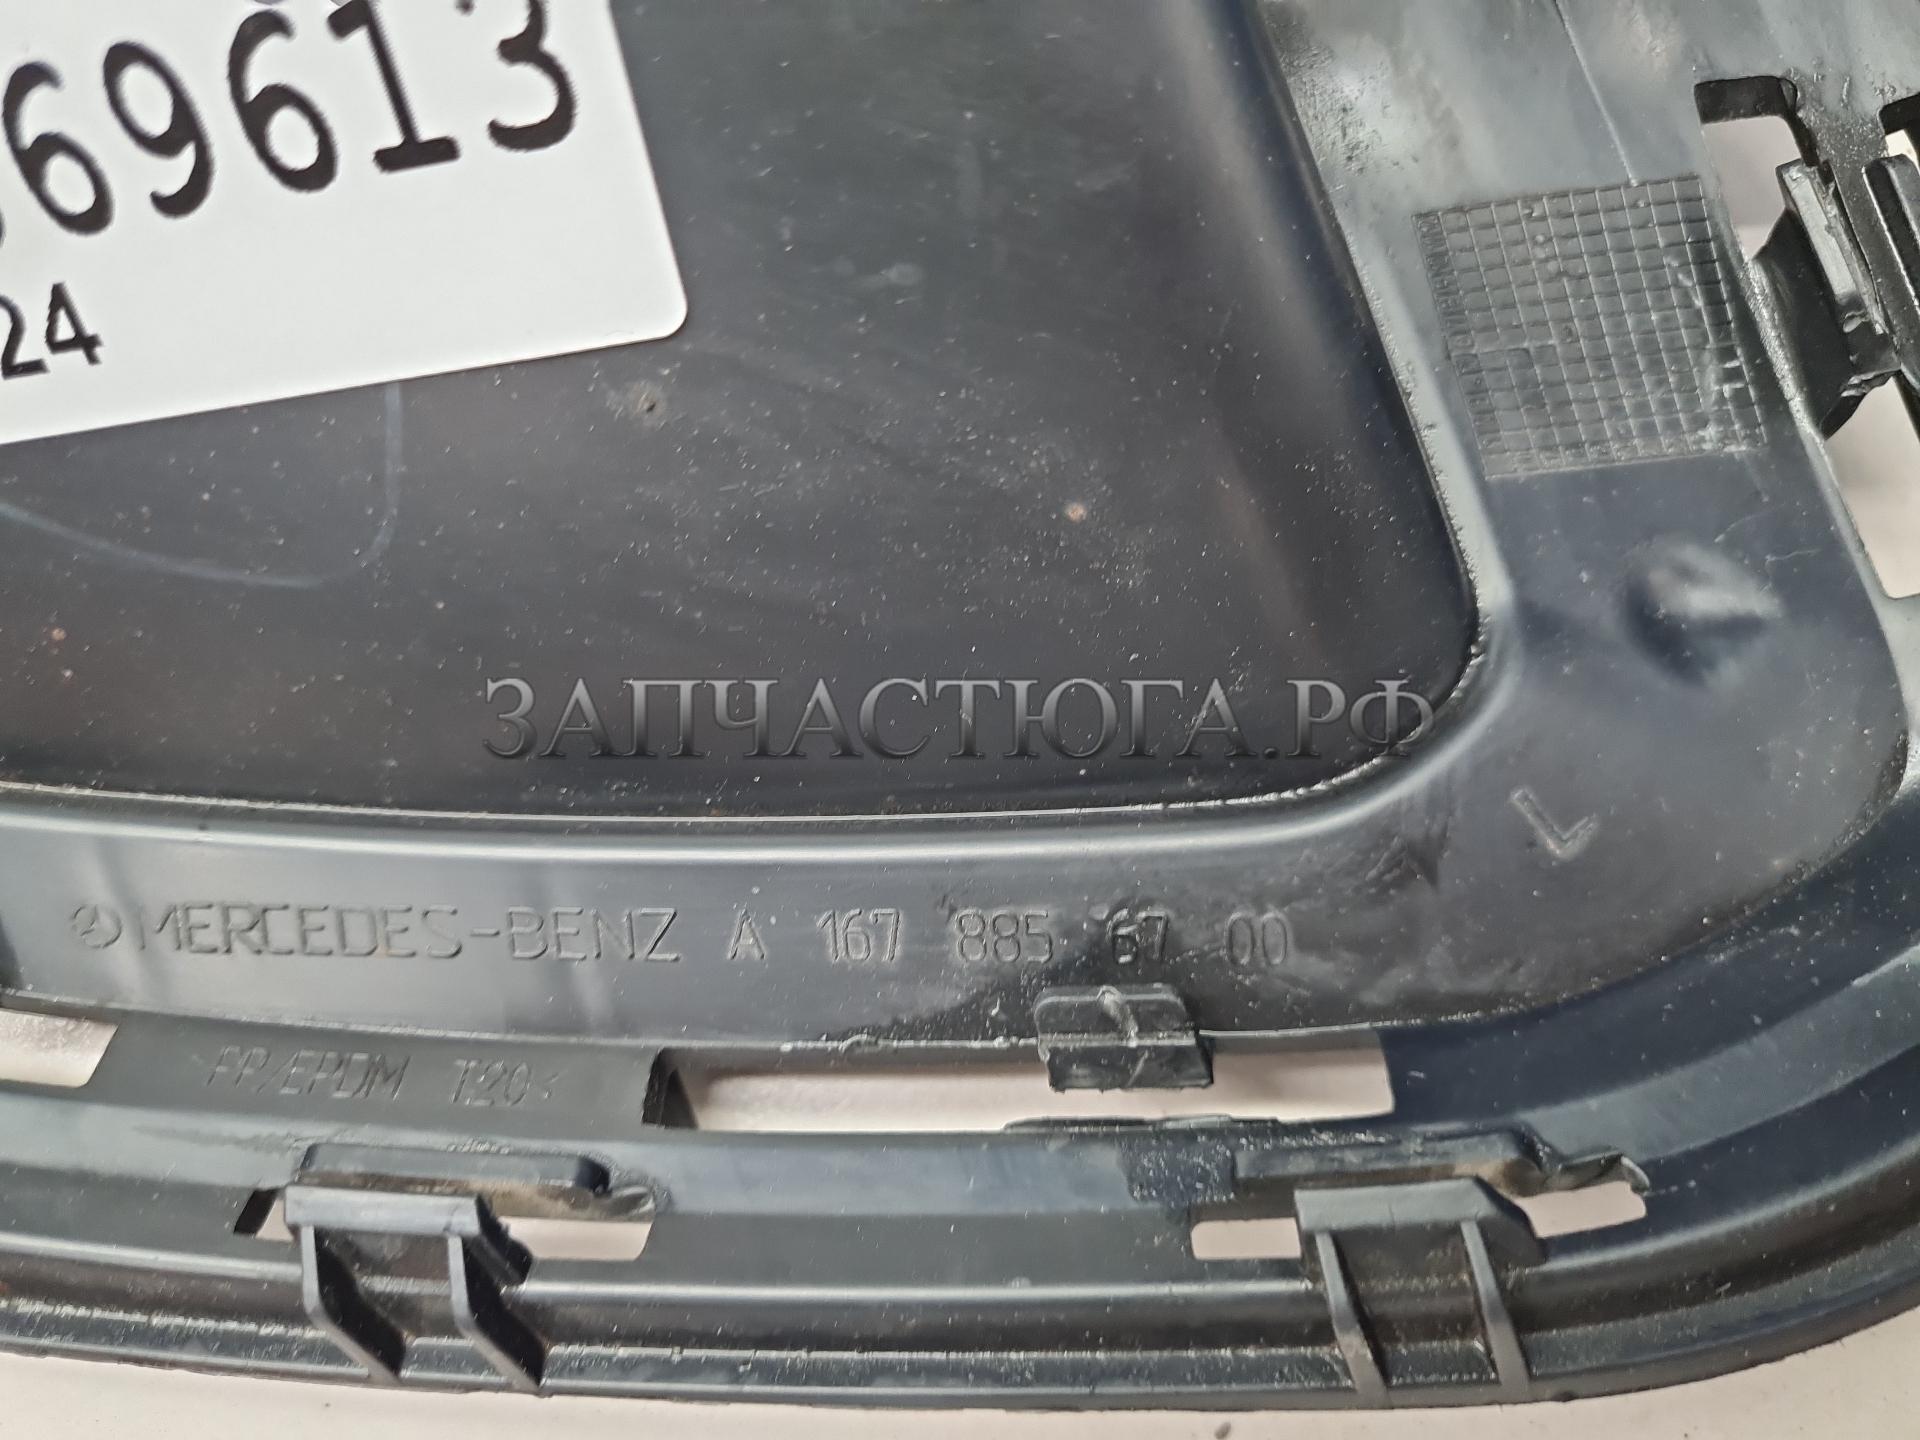 69613
24
ЗАПЧАСТЮГА.РФ
L
MERCEDES-BENZ A 167 885 67 00
PP/EPDM T20<